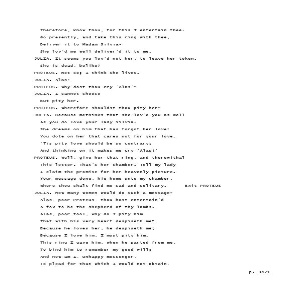 Therefore, know thou, for this I entertain thee.
Go presently, and take this ring with thee,
Deliver it to Madam Silvia-
She lov'd me well deliver'd it to me.
JULIA. It seems you lov'd not her, to leave her token.
She is dead, belike?
PROTEUS. Not so; I think she lives.
JULIA. Alas!
PROTEUS. Why dost thou cry 'Alas'?
JULIA. I cannot choose
But pity her.
PROTEUS. Wherefore shouldst thou pity her?
JULIA. Because methinks that she lov'd you as well
As you do love your lady Silvia.
She dreams on him that has forgot her love;
You dote on her that cares not for your love.
'Tis pity love should be so contrary;
And thinking on it makes me cry 'Alas!'
PROTEUS. Well, give her that ring, and therewithal
This letter. That's her chamber. Tell my lady
I claim the promise for her heavenly picture.
Your message done, hie home unto my chamber,
Where thou shalt find me sad and solitary. Exit PROTEUS
JULIA. How many women would do such a message?
Alas, poor Proteus, thou hast entertain'd
A fox to be the shepherd of thy lambs.
Alas, poor fool, why do I pity him
That with his very heart despiseth me?
Because he loves her, he despiseth me;
Because I love him, I must pity him.
This ring I gave him, when he parted from me,
To bind him to remember my good will;
And now am I, unhappy messenger,
To plead for that which I would not obtain,